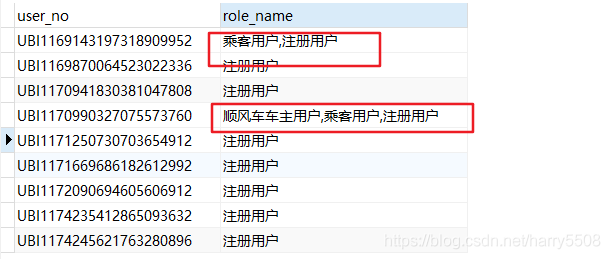 user_no role_name
UBI1169143197318909952 乘客用户,注册用户
UBI1169870064523022336 注册用户
UBI1170941830381047808 注册用户
UBI1170990327075573760 顺风车车主用户,乘客用户,注册用户
UBI1171250730703654912 注册用户
UBI1171669686182612992 注册用户
UBI1172090694605606912 注册用户
UBI1174235412865093632 注册用户
UBI1174245621763280896 注册用户
https://blog.csdn.net/harry5508